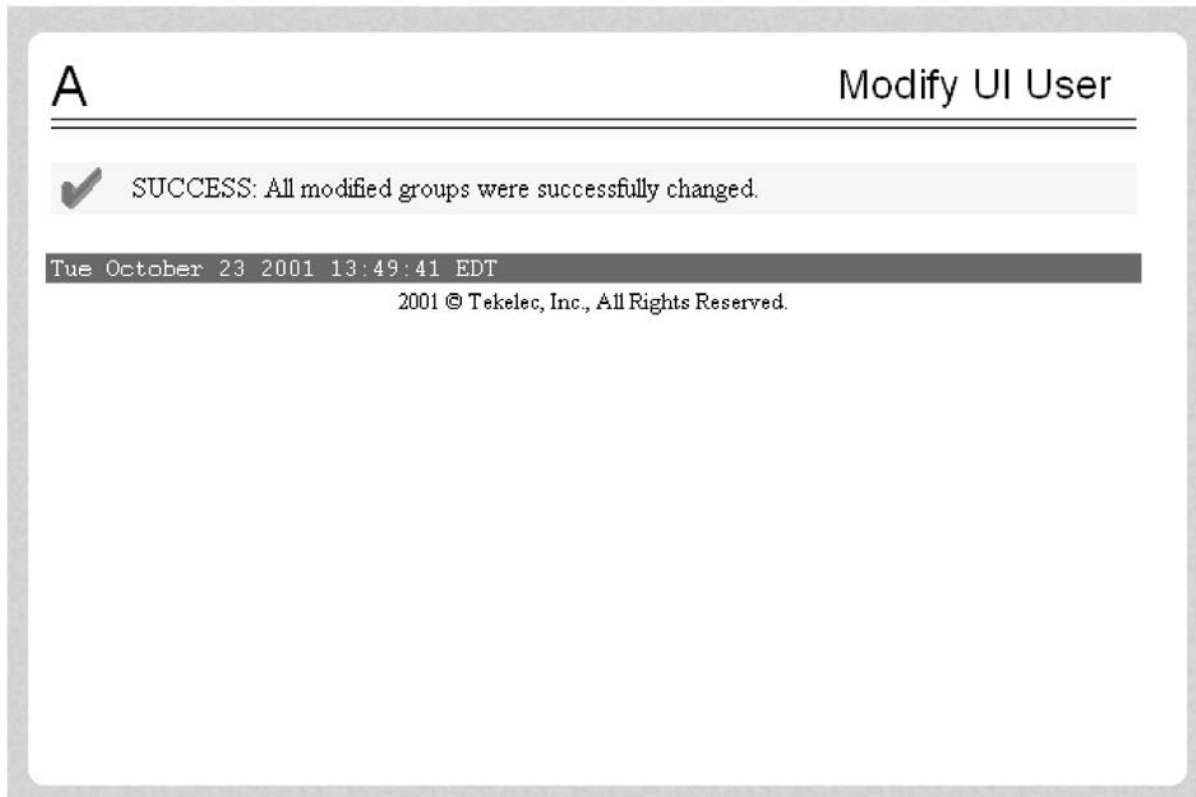 A
Modify UI User
SUCCESS: All modified groups were successfully changed.
Tue October 23 2001 13:49:41 EDT
2001 © Tekelec, Inc., All Rights Reserved.